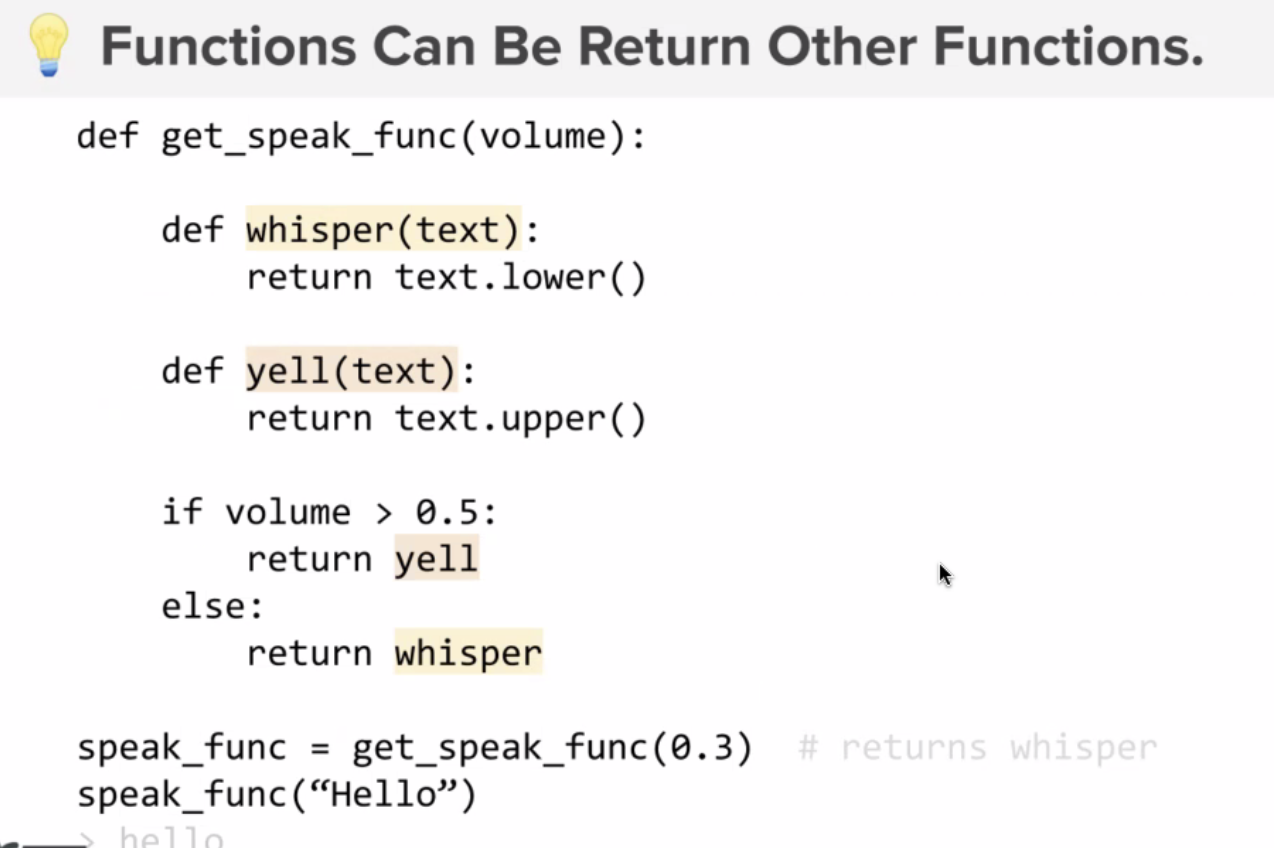 Functions Can Be Return Other Functions.
def get_speak_func(volume):
    def whisper(text):
        return text.lower()
    def yell(text):
        return text.upper()
    if volume > 0.5:
        return yell
    else:
        return whisper
speak_func = get_speak_func(0.3)  # returns whisper
speak_func(“Hello”)
> hello